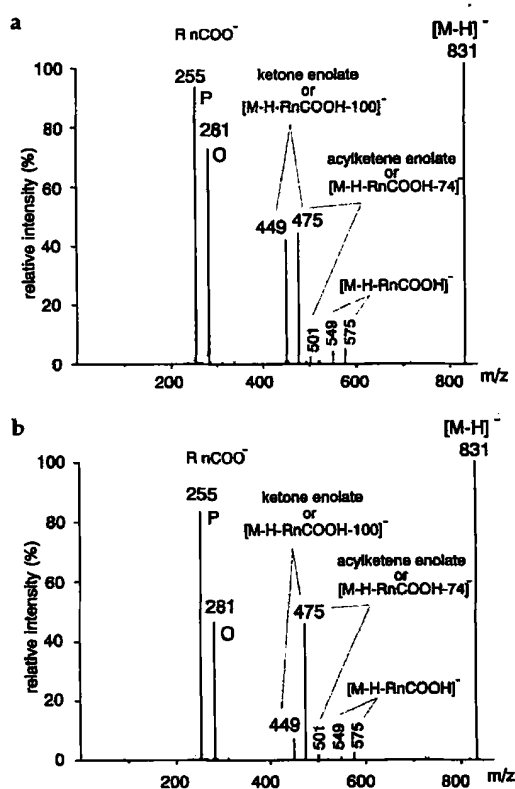 a
R nCOO⁻
[M-H]⁻
831
100
255
P
281
O
ketone enolate
or
[M-H-RnCOOH-100]⁻
80
acylketene enolate
or
[M-H-RnCOOH-74]⁻
60
449
475
40
[M-H-RnCOOH]⁻
20
501
549
575
0
relative intensity (%)
200
400
600
m/z
b
R nCOO⁻
[M-H]⁻
831
100
255
P
ketone enolate
or
[M-H-RnCOOH-100]⁻
80
281
O
acylketene enolate
or
[M-H-RnCOOH-74]⁻
60
475
40
[M-H-RnCOOH]⁻
20
449
501
549
575
0
relative intensity (%)
200
400
600
800
m/z